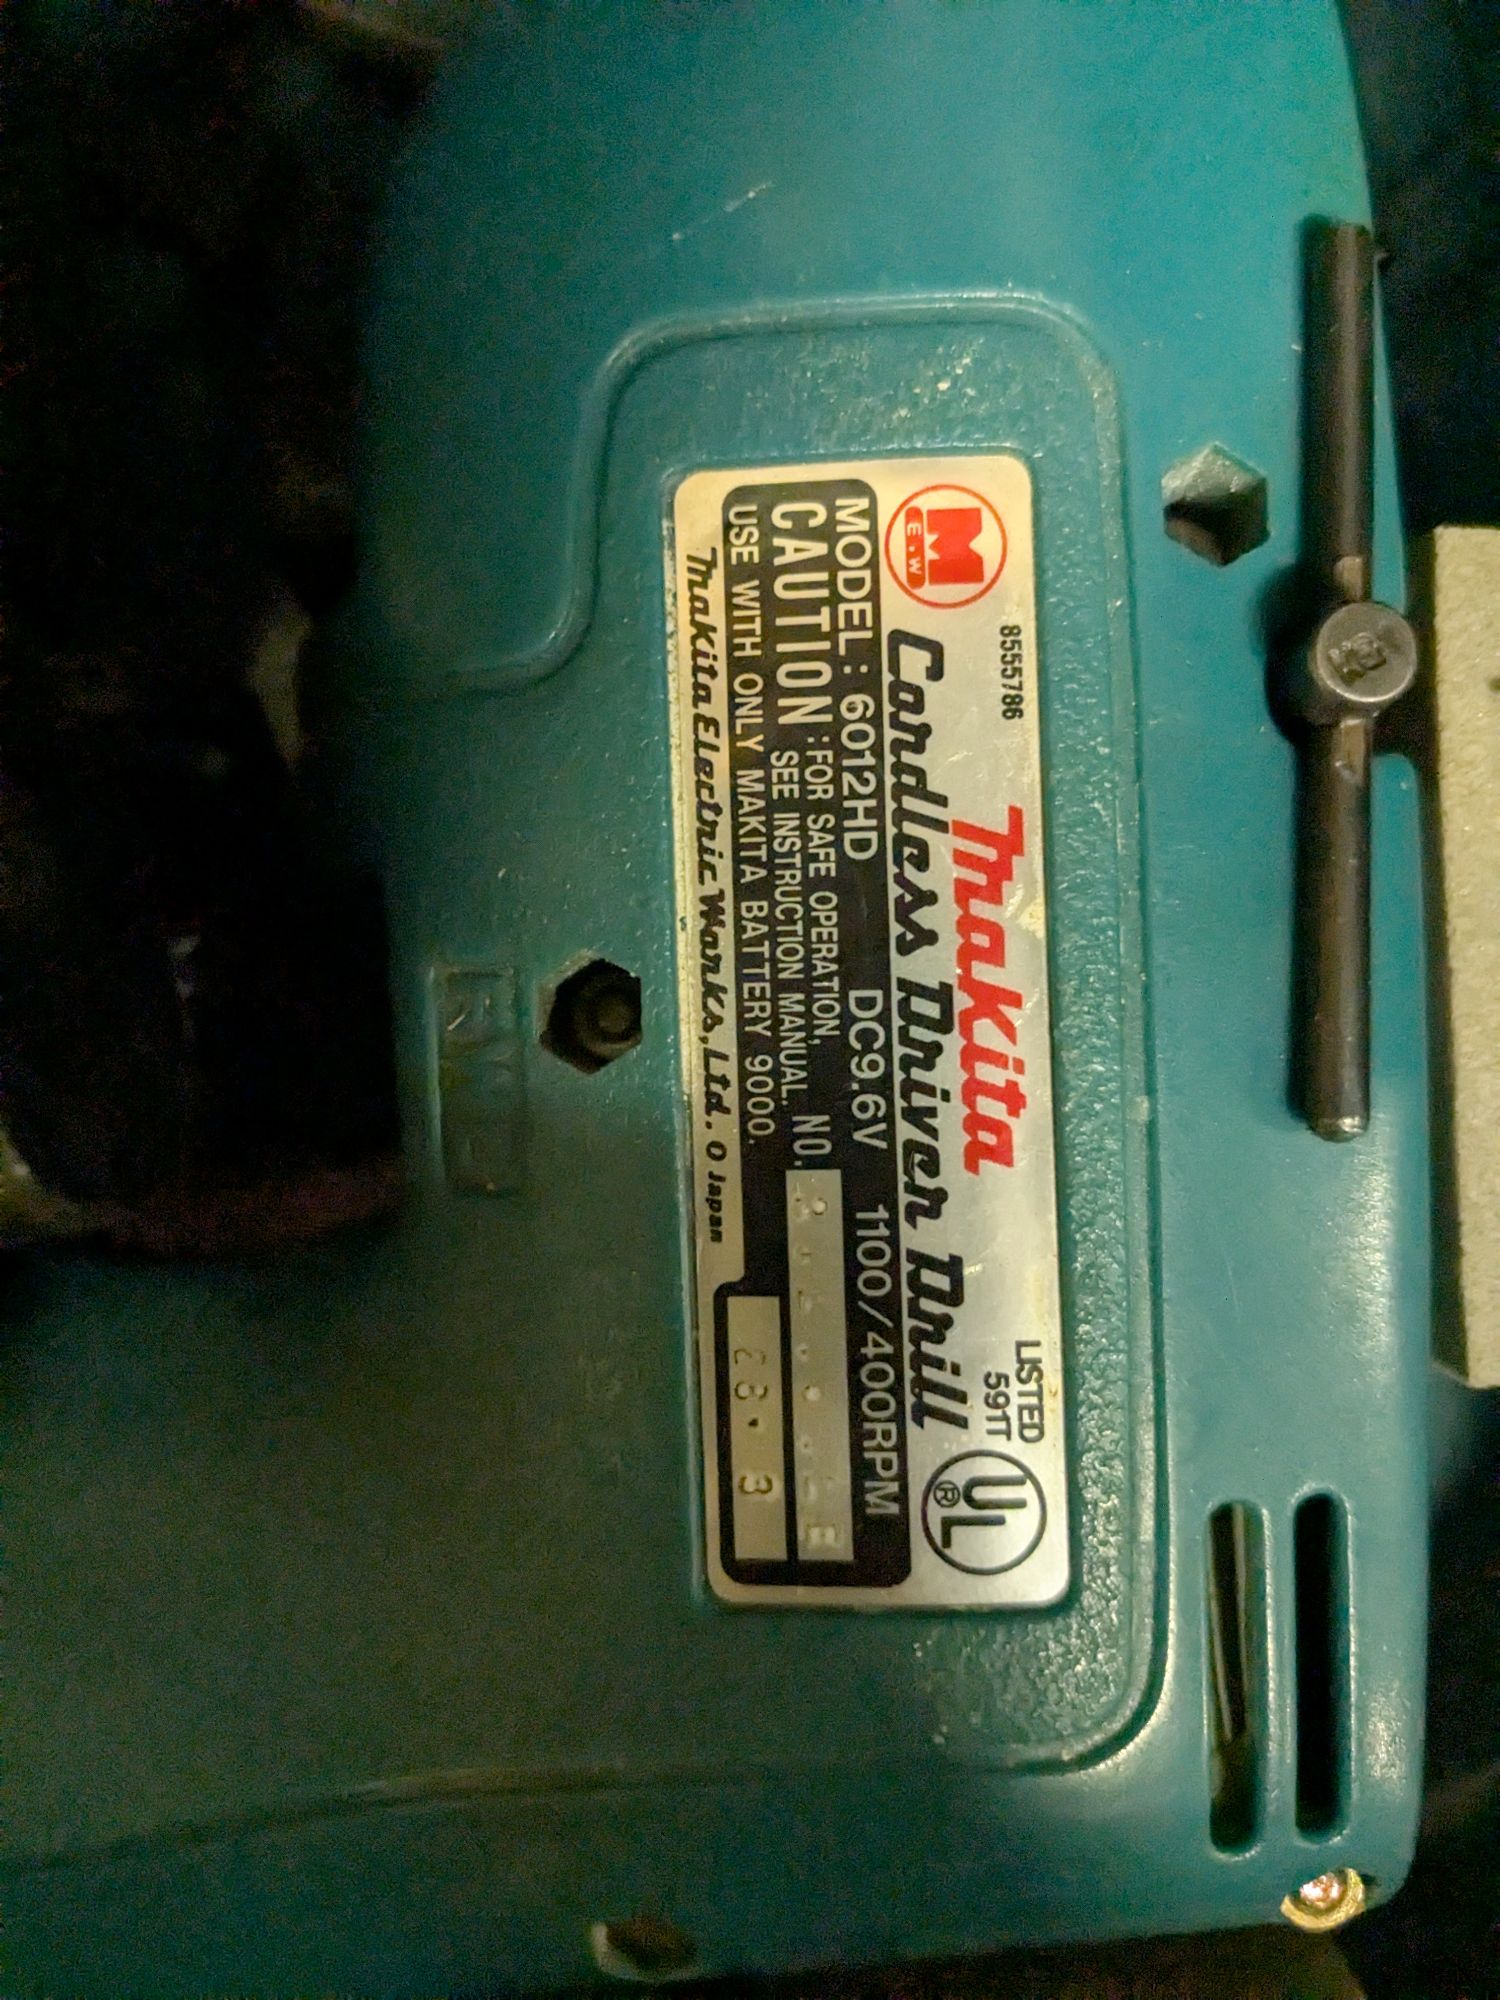 8555786
Makita
LISTED
591T
M
E.W
Cordless Driver Drill
UL
®
MODEL: 6012HD DC9.6V 1100/400RPM
CAUTION: FOR SAFE OPERATION,
SEE INSTRUCTION MANUAL.
NO.
USE WITH ONLY MAKITA BATTERY 9000.
Makita Electric Works, Ltd. O Japan